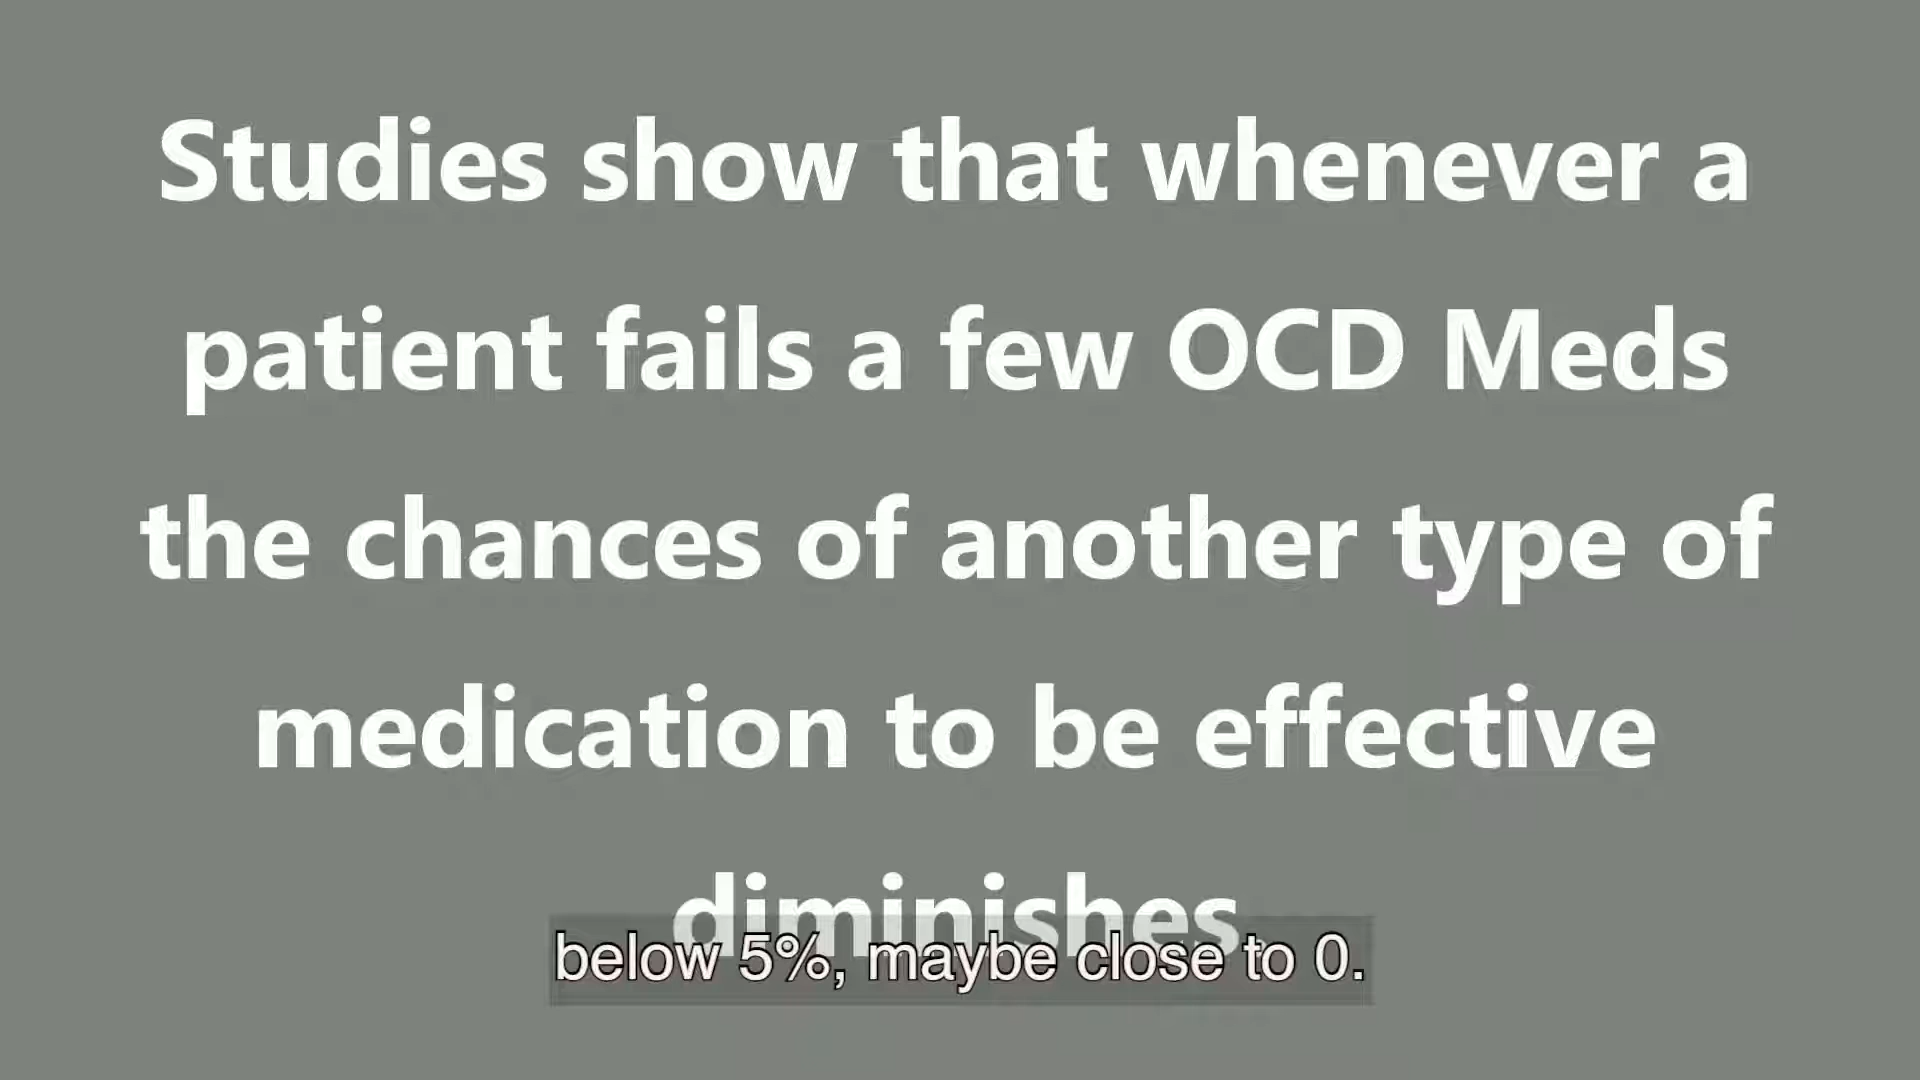 Studies show that whenever a
patient fails a few OCD Meds
the chances of another type of
medication to be effective
diminishes.
below 5%, maybe close to 0.